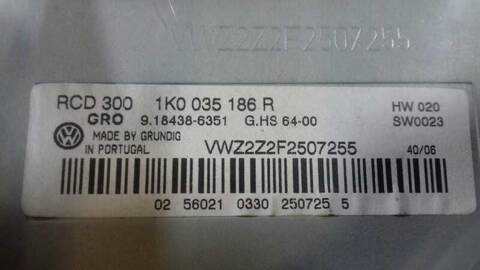 VWZ2Z2F2507255
RCD 300 1K0 035 186 R HW 020
GRO 9.18438-6351 G.HS 64-00 SW0023
MADE BY GRUNDIG
IN PORTUGAL VWZ2Z2F2507255 40/06
02 56021 0330 250725 5